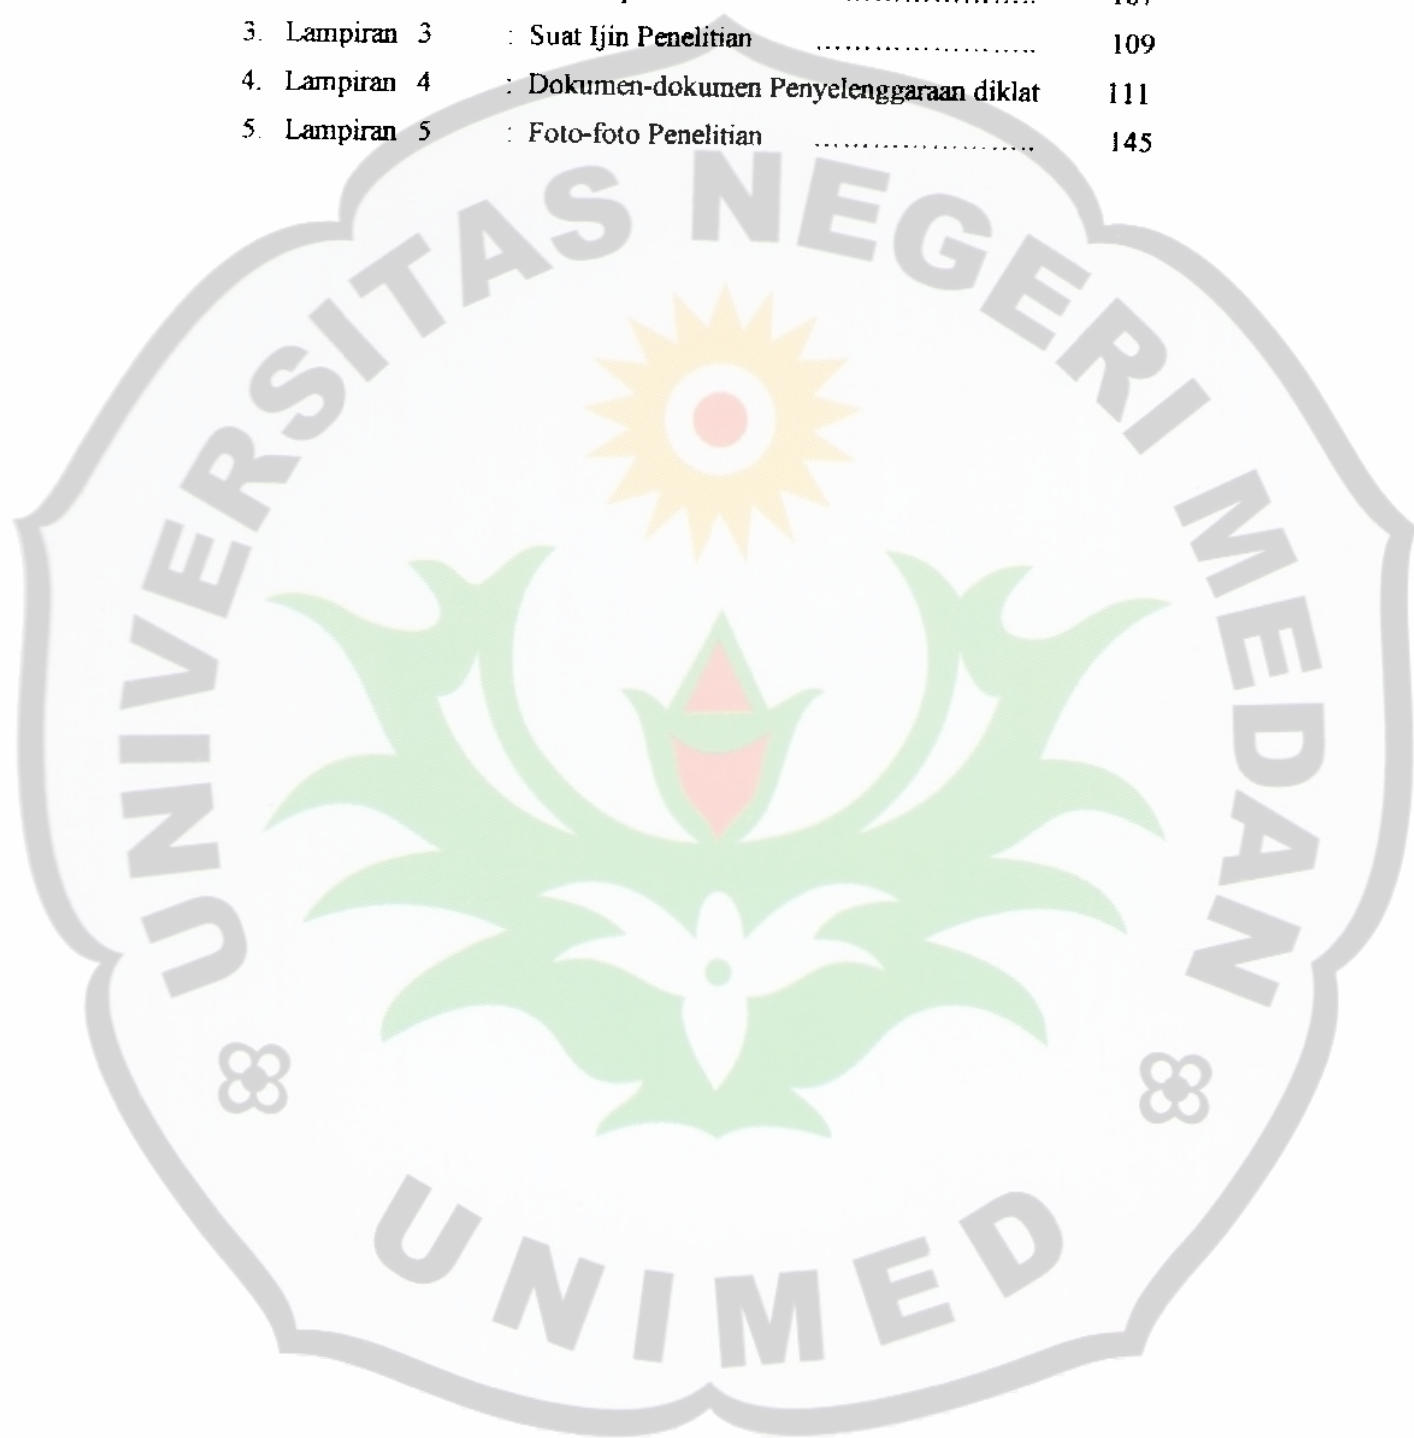 3. Lampiran 3 : Suat Ijin Penelitian ........................ 109
4. Lampiran 4 : Dokumen-dokumen Penyelenggaraan diklat 111
5. Lampiran 5 : Foto-foto Penelitian ........................ 145
UNIVERSITAS NEGERI MEDAN
UNIMED